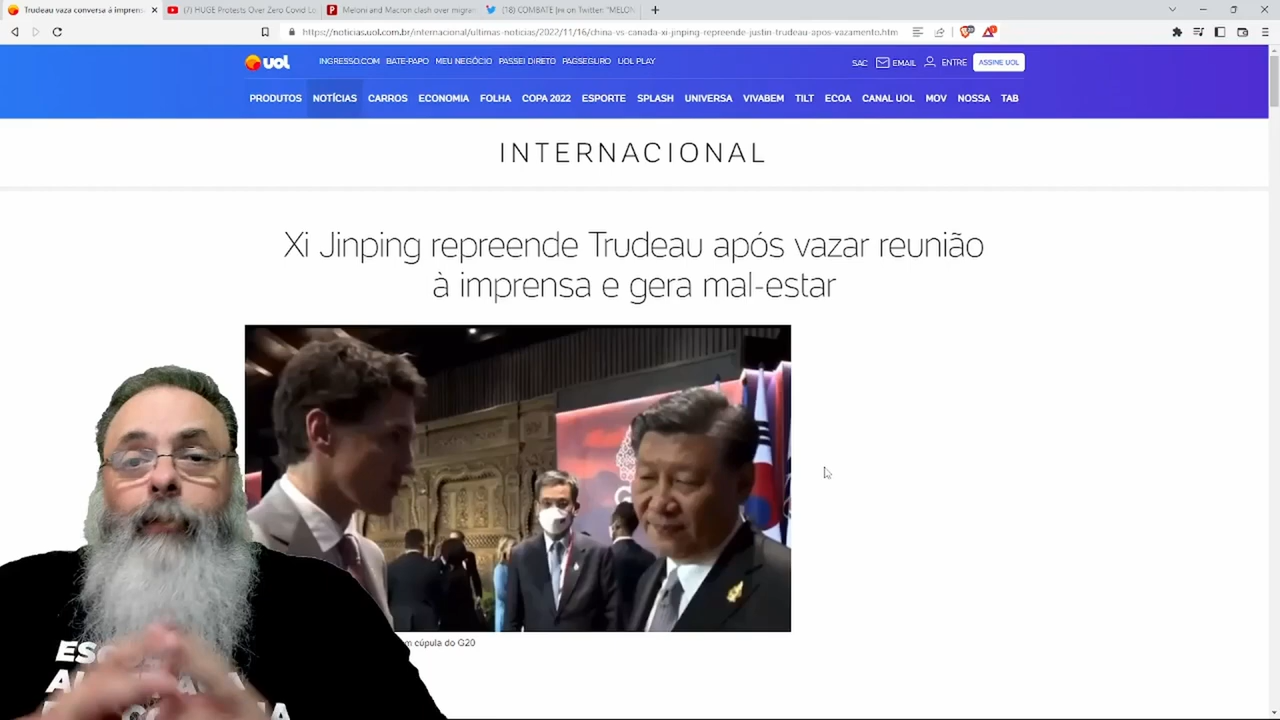 Trudeau vaza conversa à imprens
(7) HUGE Protests Over Zero Covid Lo
Meloni and Macron clash over migran
(18) COMBATE |🇧🇷 on Twitter: "MELON
https://noticias.uol.com.br/internacional/ultimas-noticias/2022/11/16/china-vs-canada-xi-jinping-repreende-justin-trudeau-apos-vazamento.htm
UOL
INGRESSO.COM BATE-PAPO MEU NEGÓCIO PASSEI DIRETO PAGSEGURO UOL PLAY
SAC EMAIL ENTRE ASSINE UOL
PRODUTOS NOTÍCIAS CARROS ECONOMIA FOLHA COPA 2022 ESPORTE SPLASH UNIVERSA VIVABEM TILT ECOA CANAL UOL MOV NOSSA TAB
INTERNACIONAL
Xi Jinping repreende Trudeau após vazar reunião
à imprensa e gera mal-estar
m cúpula do G20